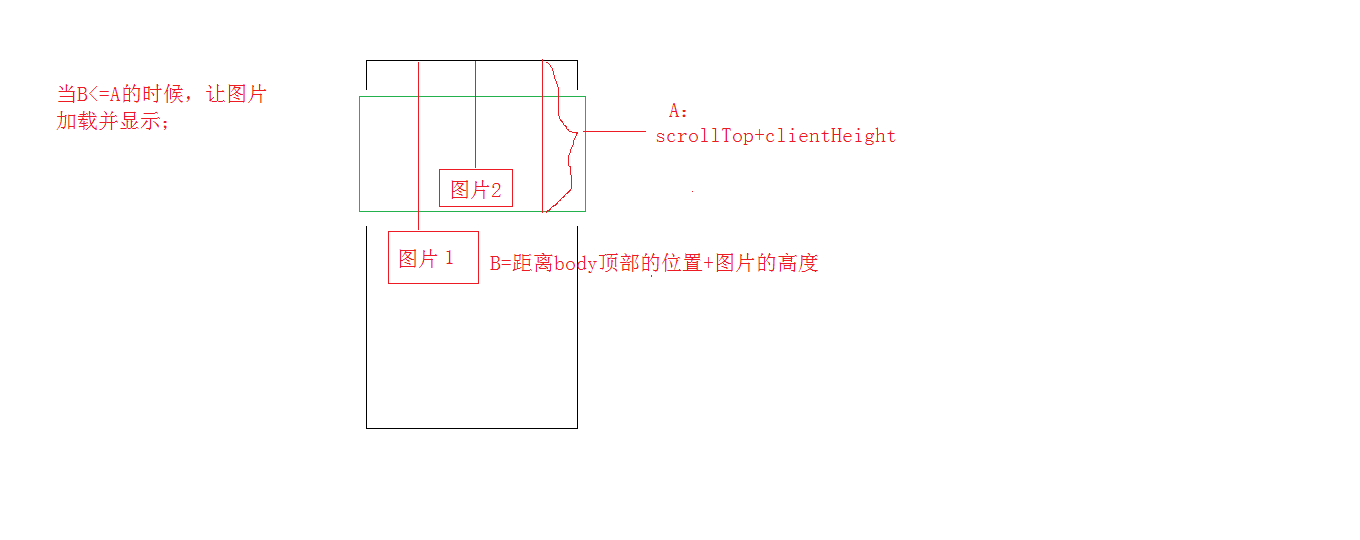 当B<=A的时候，让图片
加载并显示；
A：
scrollTop+clientHeight
图片2
图片１
B=距离body顶部的位置+图片的高度